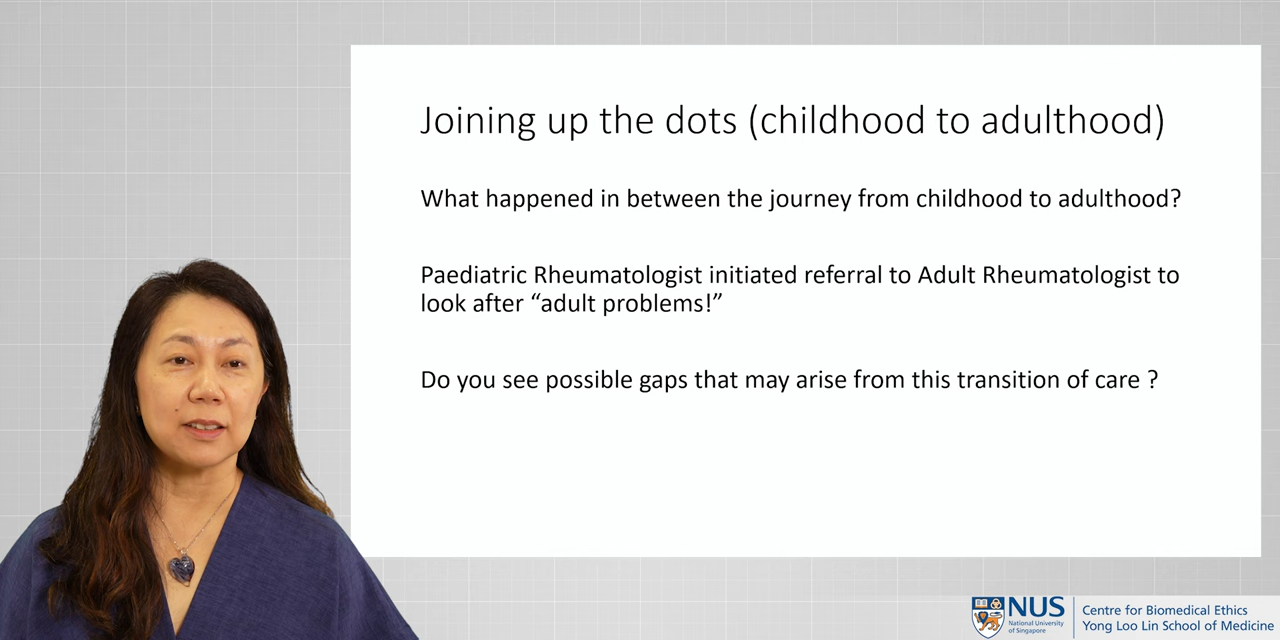 Joining up the dots (childhood to adulthood)
What happened in between the journey from childhood to adulthood?
Paediatric Rheumatologist initiated referral to Adult Rheumatologist to
look after “adult problems!”
Do you see possible gaps that may arise from this transition of care ?
NUS
National University
of Singapore
Centre for Biomedical Ethics
Yong Loo Lin School of Medicine